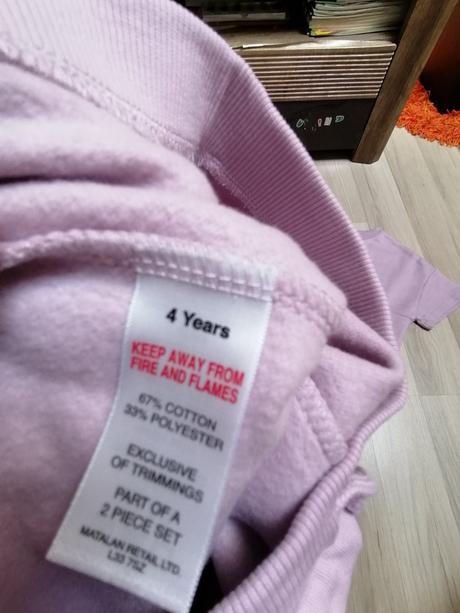 4 Years
KEEP AWAY FROM
FIRE AND FLAMES
67% COTTON
33% POLYESTER
EXCLUSIVE
OF TRIMMINGS
PART OF A
2 PIECE SET
MATALAN RETAIL LTD.
L33 7SZ